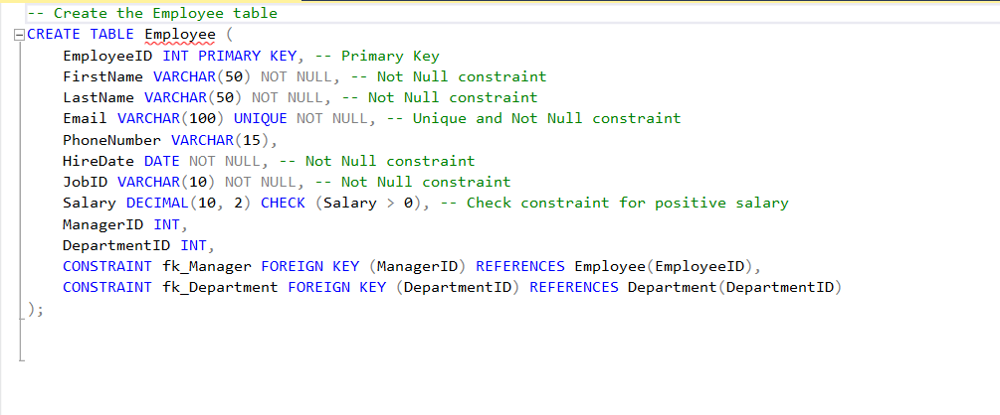 -- Create the Employee table
CREATE TABLE Employee (
    EmployeeID INT PRIMARY KEY, -- Primary Key
    FirstName VARCHAR(50) NOT NULL, -- Not Null constraint
    LastName VARCHAR(50) NOT NULL, -- Not Null constraint
    Email VARCHAR(100) UNIQUE NOT NULL, -- Unique and Not Null constraint
    PhoneNumber VARCHAR(15),
    HireDate DATE NOT NULL, -- Not Null constraint
    JobID VARCHAR(10) NOT NULL, -- Not Null constraint
    Salary DECIMAL(10, 2) CHECK (Salary > 0), -- Check constraint for positive salary
    ManagerID INT,
    DepartmentID INT,
    CONSTRAINT fk_Manager FOREIGN KEY (ManagerID) REFERENCES Employee(EmployeeID),
    CONSTRAINT fk_Department FOREIGN KEY (DepartmentID) REFERENCES Department(DepartmentID)
);